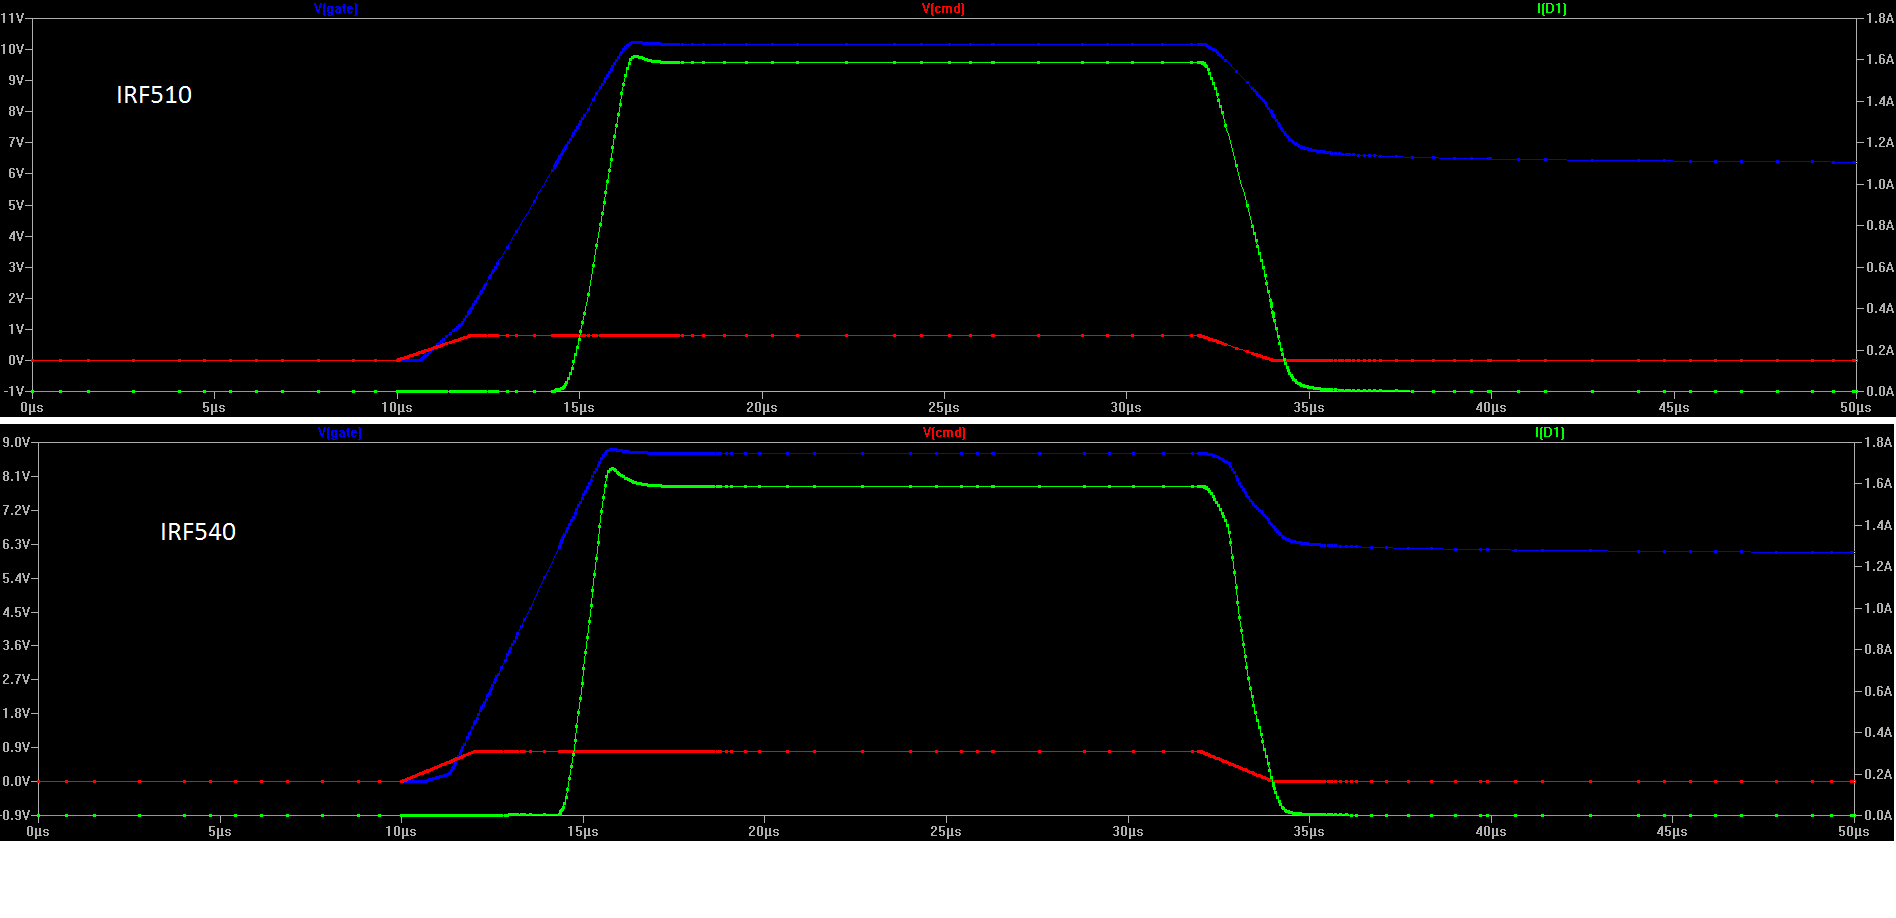 V(gate) V(cmd) I(D1)
11V 1.8A
10V 1.6A
9V
IRF510
8V 1.4A
7V 1.2A
6V 1.0A
5V 0.8A
4V
3V 0.6A
2V 0.4A
1V
0V 0.2A
-1V 0.0A
0µs 5µs 10µs 15µs 20µs 25µs 30µs 35µs 40µs 45µs 50µs
V(gate) V(cmd) I(D1)
9.0V 1.8A
8.1V 1.6A
7.2V
IRF540 1.4A
6.3V
5.4V 1.2A
4.5V 1.0A
3.6V 0.8A
2.7V 0.6A
1.8V
0.9V 0.4A
0.0V 0.2A
-0.9V 0.0A
0µs 5µs 10µs 15µs 20µs 25µs 30µs 35µs 40µs 45µs 50µs